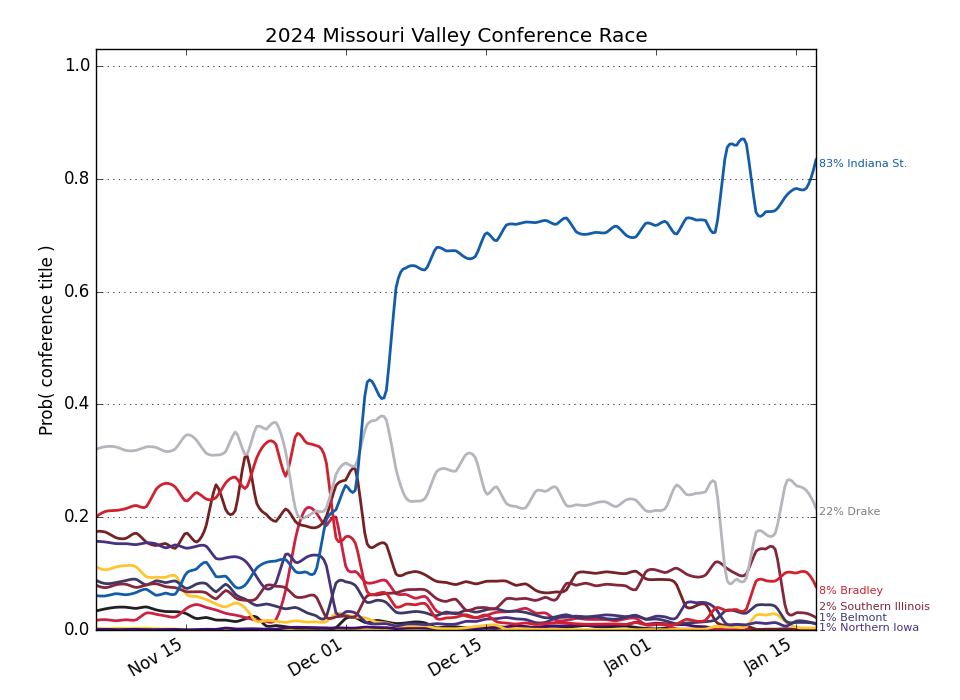 2024 Missouri Valley Conference Race
Prob( conference title )
1.0
0.8
0.6
0.4
0.2
0.0
Nov 15
Dec 01
Dec 15
Jan 01
Jan 15
83% Indiana St.
22% Drake
8% Bradley
2% Southern Illinois
1% Belmont
1% Northern Iowa